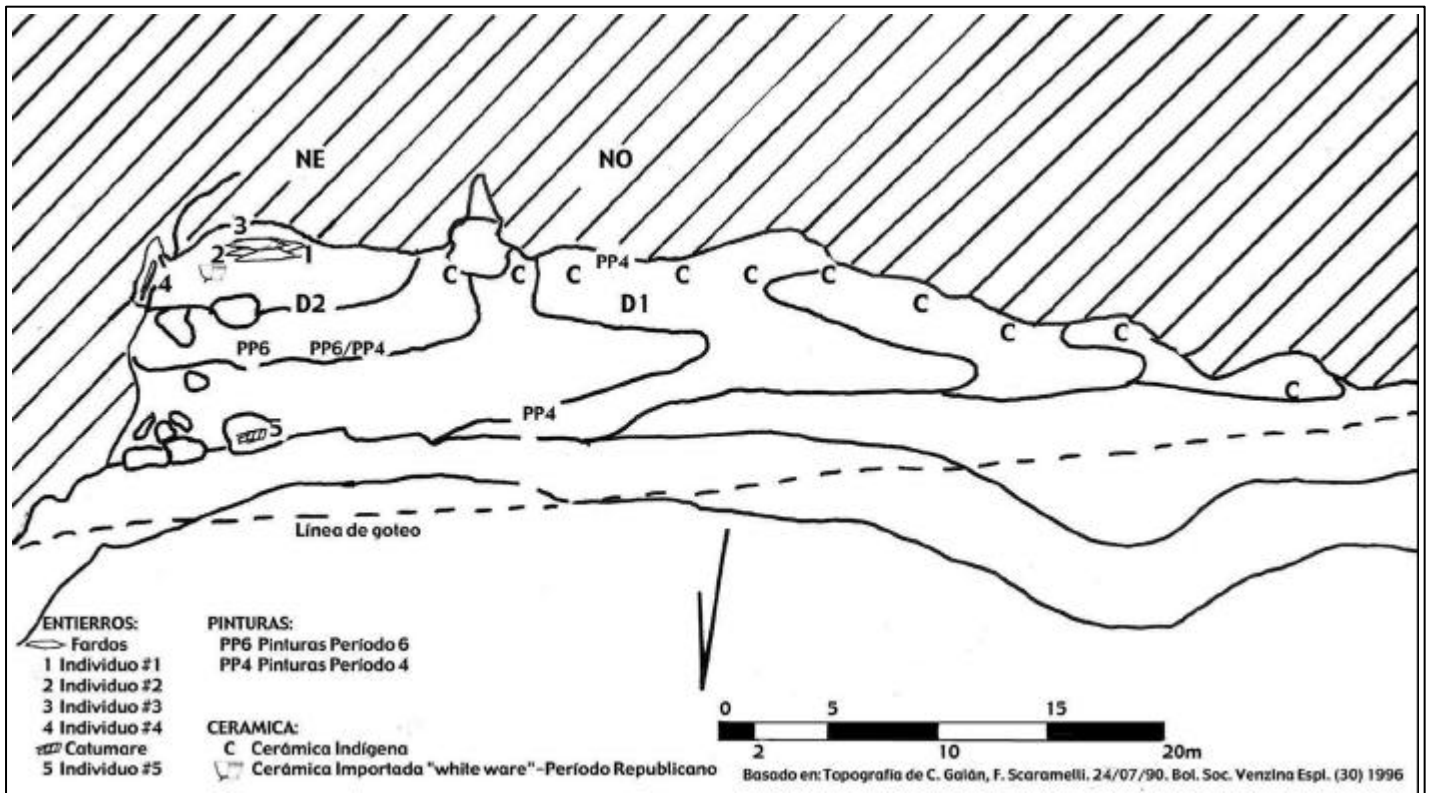 NE NO
3
2 1
4
PP4
C C C C C C
D2 D1
C
C C
PP6 PP6/PP4
C
PP4
5
Línea de goteo
ENTIERROS:
Fardos
1 Individuo #1
2 Individuo #2
3 Individuo #3
4 Individuo #4
Catumare
5 Individuo #5
PINTURAS:
PP6 Pinturas Período 6
PP4 Pinturas Período 4
CERAMICA:
C Cerámica Indígena
Cerámica Importada "white ware"-Período Republicano
0 5 15
2 10 20m
Basado en: Topografía de C. Galán, F. Scaramelli. 24/07/90. Bol. Soc. Venzlna Espl. (30) 1996